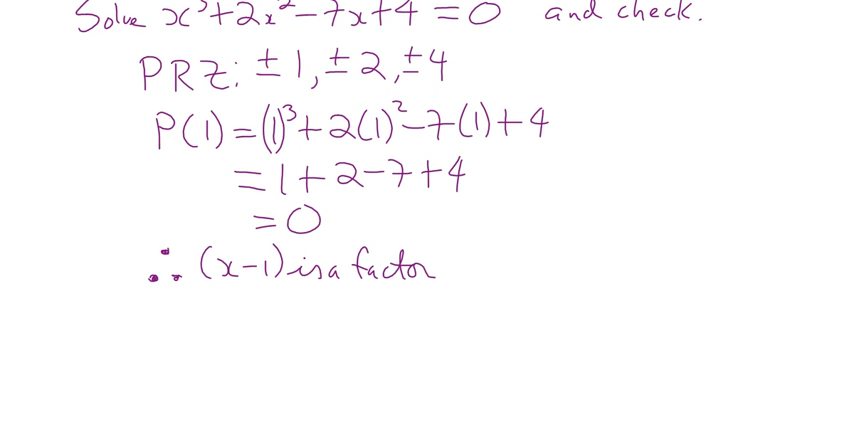 Solve x³+2x²-7x+4=0 and check.
PRZ: ±1, ±2, ±4
P(1)=(1)³+2(1)²-7(1)+4
=1+2-7+4
=0
∴ (x-1) is a factor